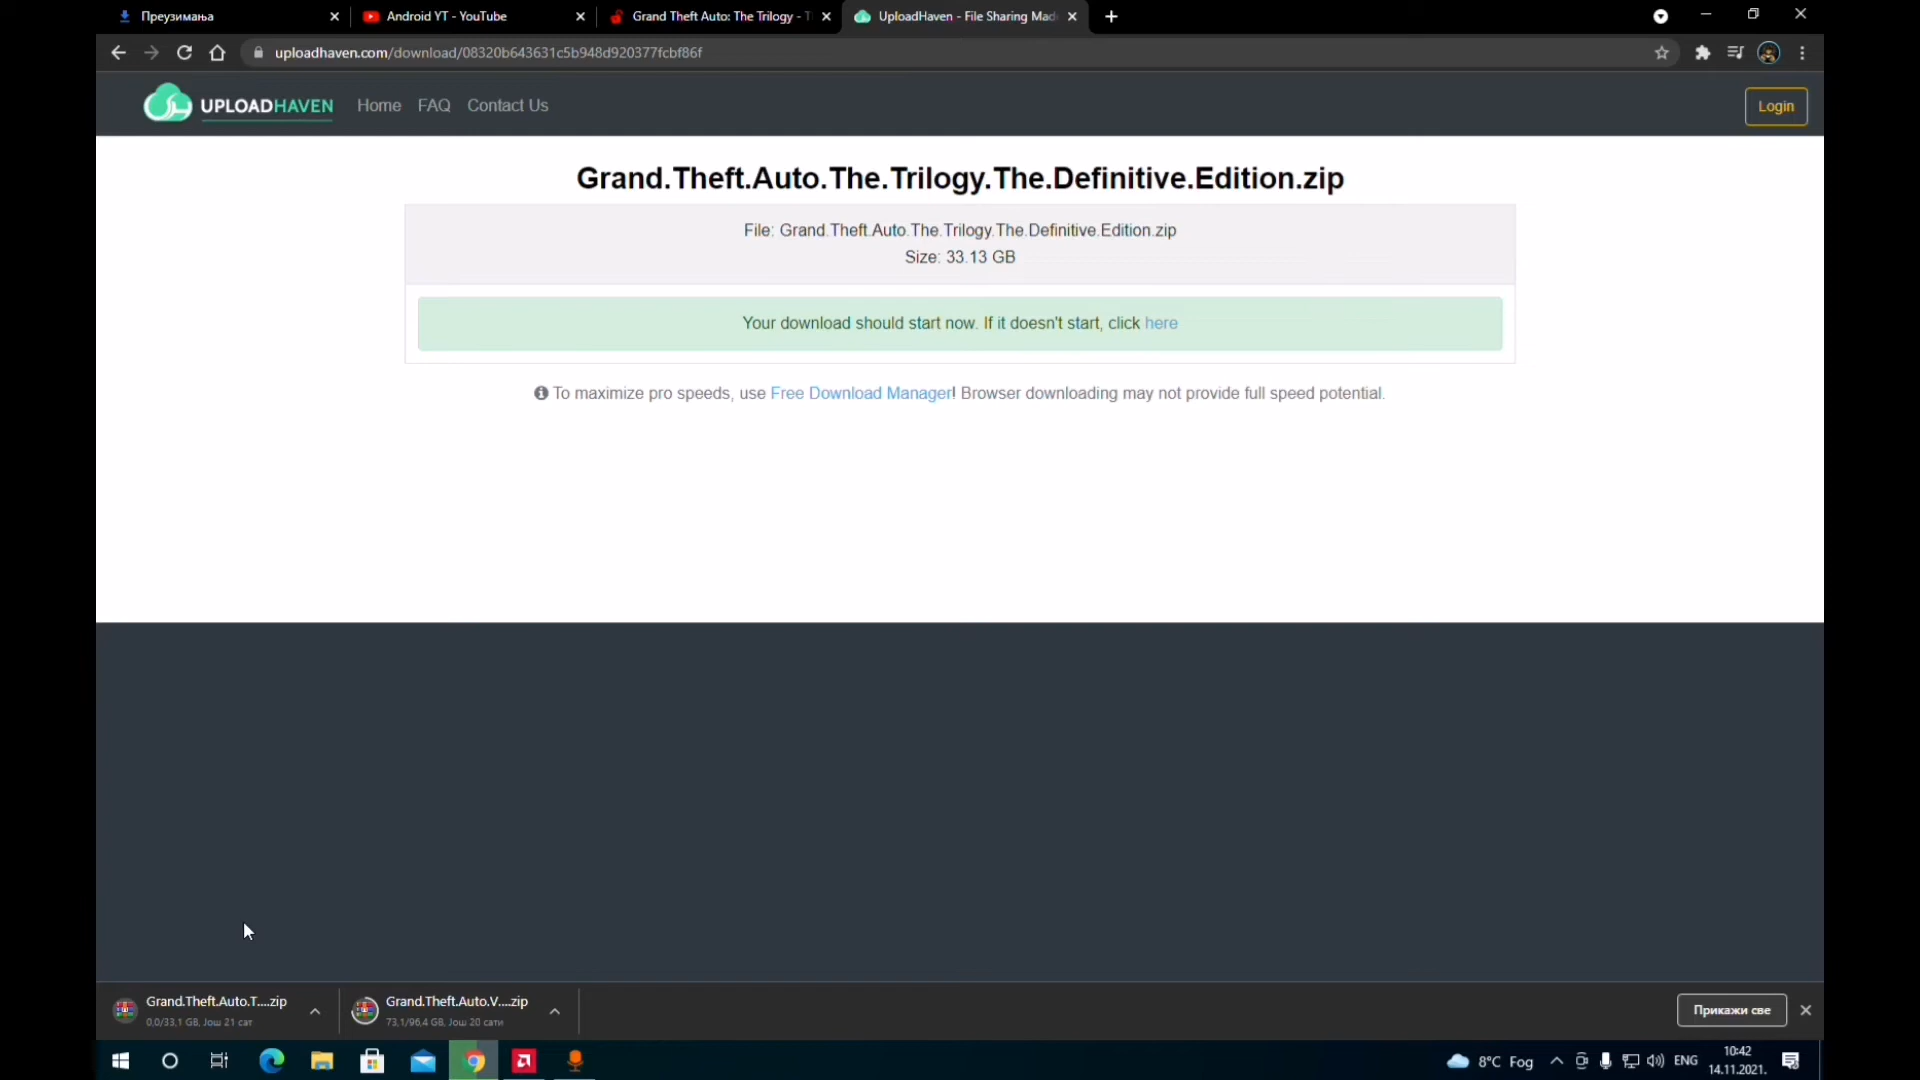 Преузимања
Android YT - YouTube
Grand Theft Auto: The Trilogy - T
UploadHaven - File Sharing Mad
uploadhaven.com/download/08320b643631c5b948d920377fcbf86f
UPLOADHAVEN
Home
FAQ
Contact Us
Login
Grand.Theft.Auto.The.Trilogy.The.Definitive.Edition.zip
File: Grand.Theft.Auto.The.Trilogy.The.Definitive.Edition.zip
Size: 33.13 GB
Your download should start now. If it doesn't start, click here
To maximize pro speeds, use Free Download Manager! Browser downloading may not provide full speed potential.
Grand.Theft.Auto.T....zip
0,0/33,1 GB, Још 21 сат
Grand.Theft.Auto.V....zip
73,1/96,4 GB, Још 20 сати
Прикажи све
8°C Fog
ENG
10:42
14.11.2021.